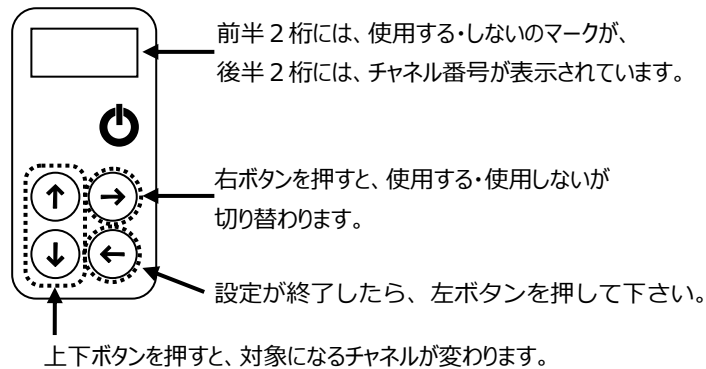 前半２桁には、使用する・しないのマークが、
後半２桁には、チャネル番号が表示されています。
右ボタンを押すと、使用する・使用しないが
切り替わります。
設定が終了したら、左ボタンを押して下さい。
上下ボタンを押すと、対象になるチャネルが変わります。